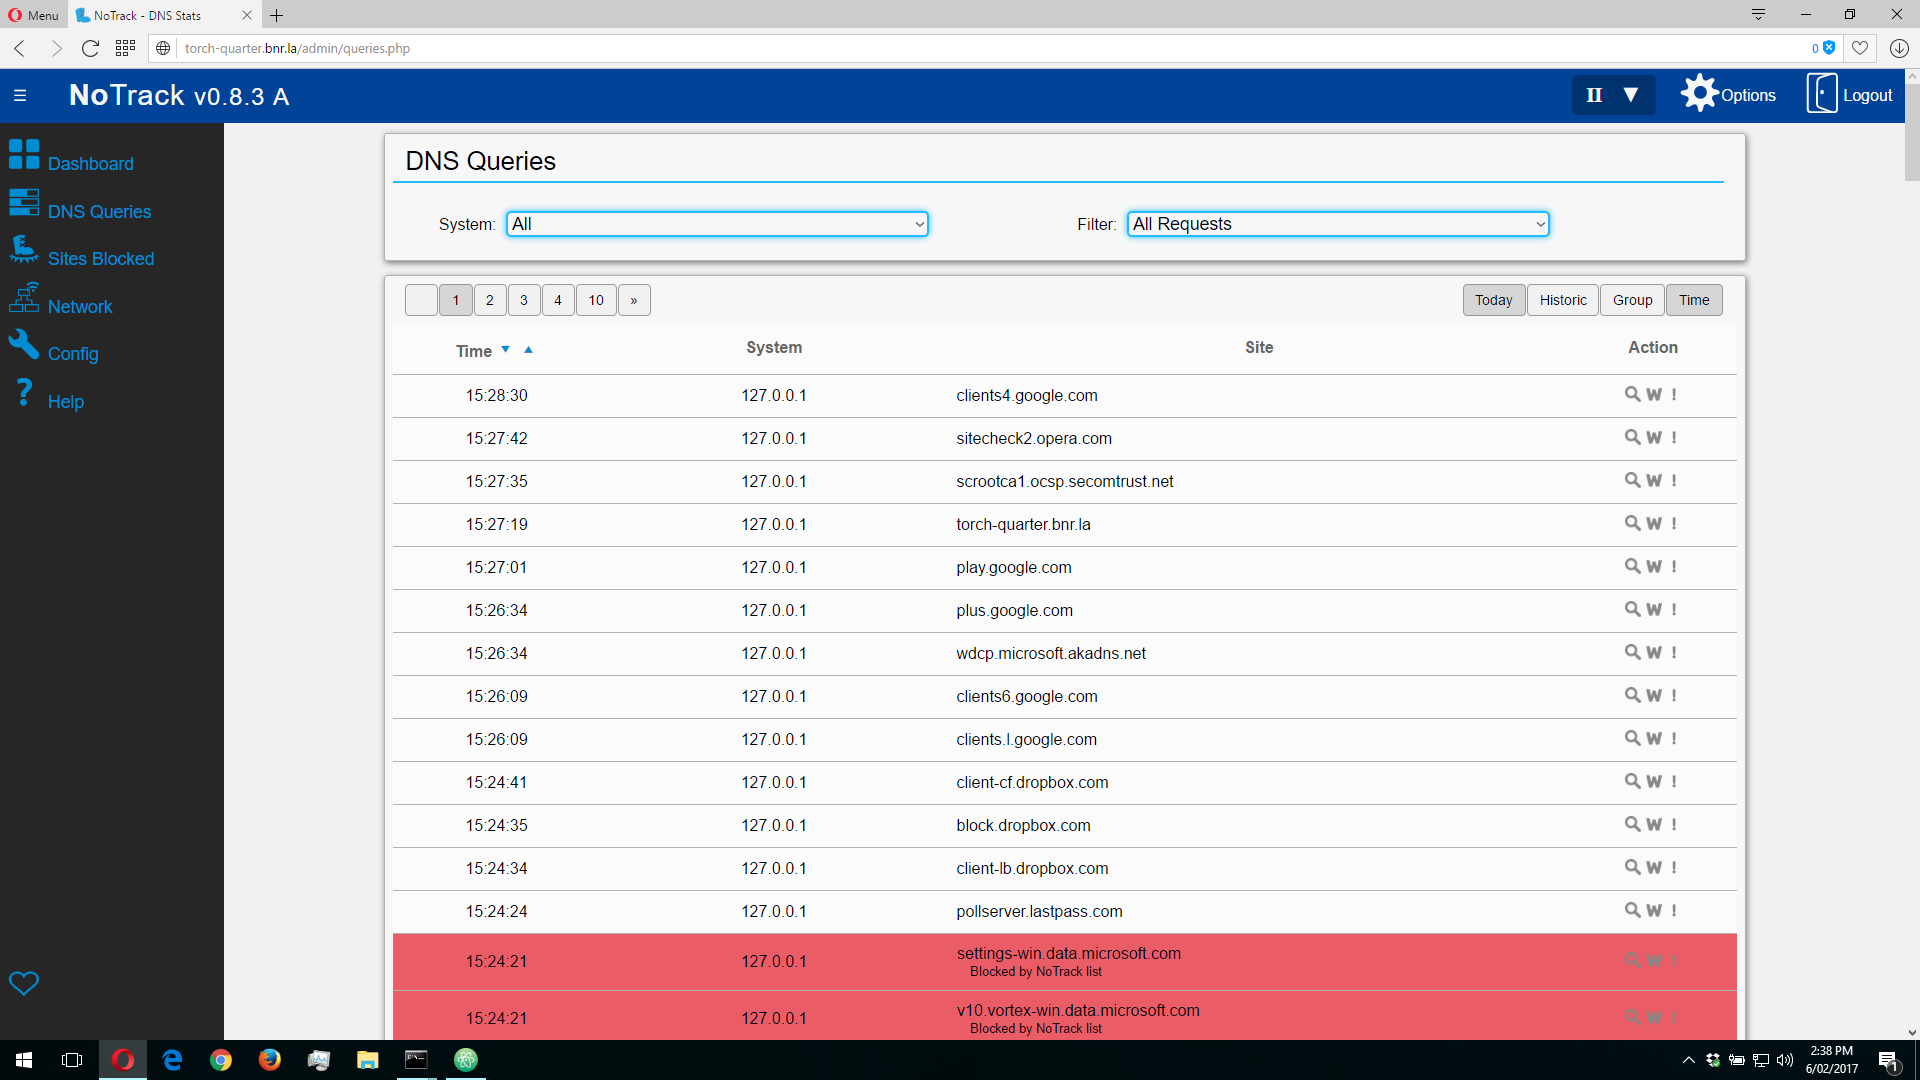 Menu
NoTrack - DNS Stats
torch-quarter.bnr.la/admin/queries.php
0
NoTrack v0.8.3 A
II ▼
Options
Logout
Dashboard
DNS Queries
Sites Blocked
Network
Config
Help
DNS Queries
System: All
Filter: All Requests
1 2 3 4 10 »
Today Historic Group Time
Time ▼ ▲ System Site Action
15:28:30 127.0.0.1 clients4.google.com W !
15:27:42 127.0.0.1 sitecheck2.opera.com W !
15:27:35 127.0.0.1 scrootca1.ocsp.secomtrust.net W !
15:27:19 127.0.0.1 torch-quarter.bnr.la W !
15:27:01 127.0.0.1 play.google.com W !
15:26:34 127.0.0.1 plus.google.com W !
15:26:34 127.0.0.1 wdcp.microsoft.akadns.net W !
15:26:09 127.0.0.1 clients6.google.com W !
15:26:09 127.0.0.1 clients.l.google.com W !
15:24:41 127.0.0.1 client-cf.dropbox.com W !
15:24:35 127.0.0.1 block.dropbox.com W !
15:24:34 127.0.0.1 client-lb.dropbox.com W !
15:24:24 127.0.0.1 pollserver.lastpass.com W !
15:24:21 127.0.0.1 settings-win.data.microsoft.com W !
Blocked by NoTrack list
15:24:21 127.0.0.1 v10.vortex-win.data.microsoft.com W !
Blocked by NoTrack list
2:38 PM
6/02/2017
1